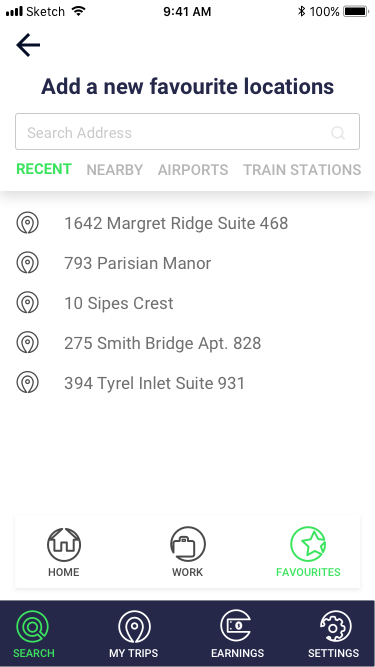 Sketch 9:41 AM 100%
Add a new favourite locations
Search Address
RECENT NEARBY AIRPORTS TRAIN STATIONS
1642 Margret Ridge Suite 468
793 Parisian Manor
10 Sipes Crest
275 Smith Bridge Apt. 828
394 Tyrel Inlet Suite 931
HOME WORK FAVOURITES
SEARCH MY TRIPS EARNINGS SETTINGS